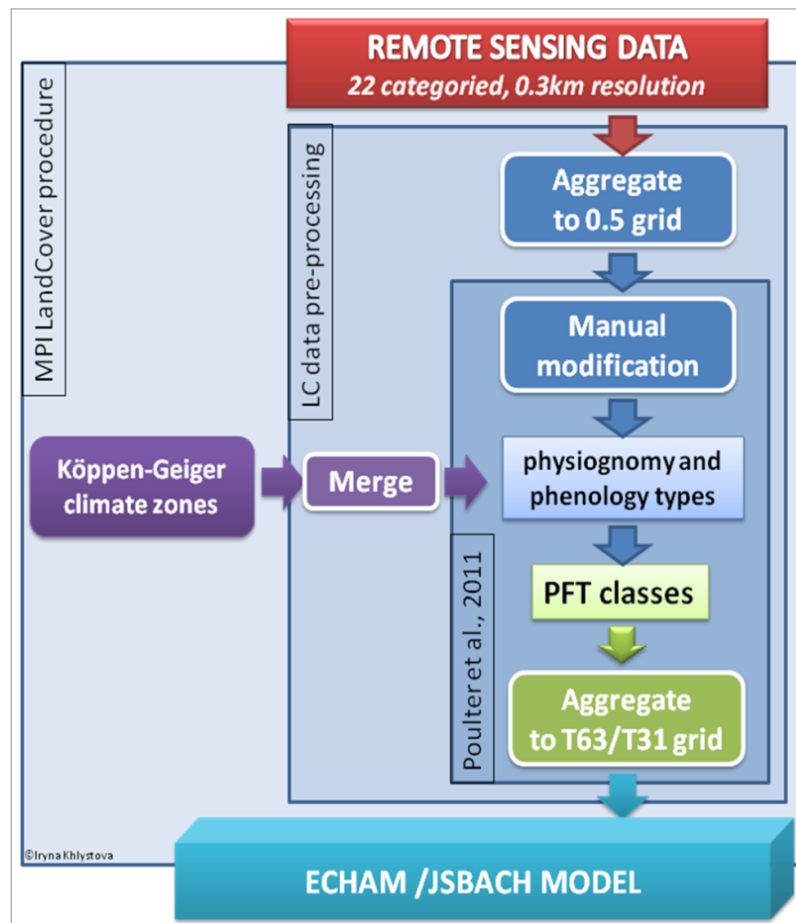 REMOTE SENSING DATA
22 categoried, 0.3km resolution
MPI LandCover procedure
LC data pre-processing
Aggregate
to 0.5 grid
Manual
modification
Köppen-Geiger
climate zones
Merge
physiognomy and
phenology types
Poulter et al., 2011
PFT classes
Aggregate
to T63/T31 grid
©Iryna Khlystova
ECHAM /JSBACH MODEL